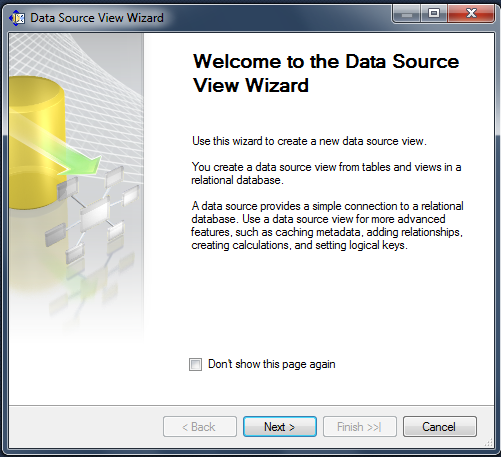 Data Source View Wizard
Welcome to the Data Source
View Wizard
Use this wizard to create a new data source view.
You create a data source view from tables and views in a
relational database.
A data source provides a simple connection to a relational
database. Use a data source view for more advanced
features, such as caching metadata, adding relationships,
creating calculations, and setting logical keys.
Don't show this page again
< Back
Next >
Finish >>|
Cancel